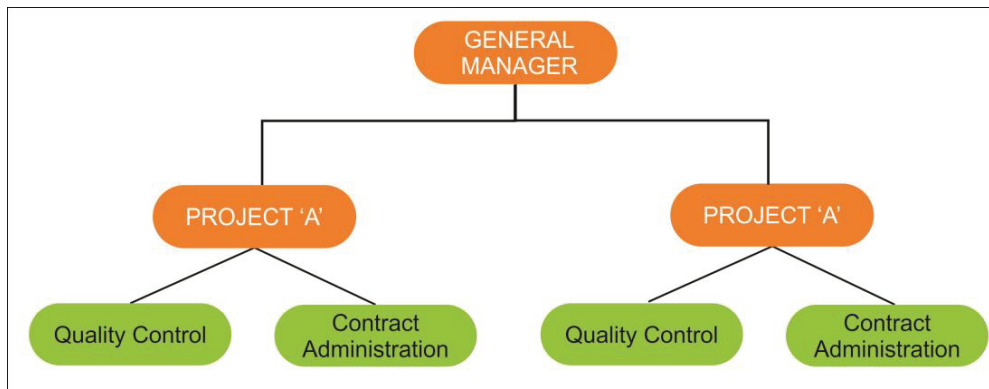 GENERAL
MANAGER
PROJECT ‘A’
PROJECT ‘A’
Quality Control
Contract
Administration
Quality Control
Contract
Administration